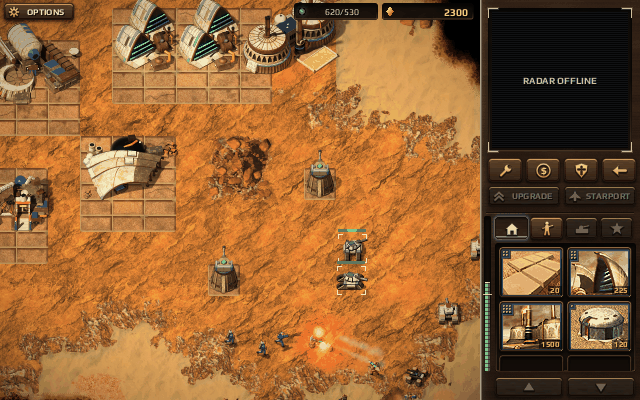 OPTIONS
620/530
2300
RADAR OFFLINE
UPGRADE
STARPORT
20
225
1500
120